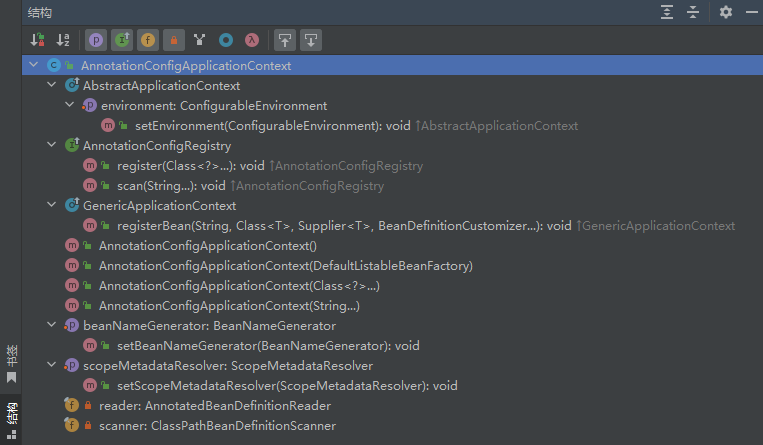 结构
AnnotationConfigApplicationContext
AbstractApplicationContext
environment: ConfigurableEnvironment
setEnvironment(ConfigurableEnvironment): void ↑AbstractApplicationContext
AnnotationConfigRegistry
register(Class<?>...): void ↑AnnotationConfigRegistry
scan(String...): void ↑AnnotationConfigRegistry
GenericApplicationContext
registerBean(String, Class<T>, Supplier<T>, BeanDefinitionCustomizer...): void ↑GenericApplicationContext
AnnotationConfigApplicationContext()
AnnotationConfigApplicationContext(DefaultListableBeanFactory)
AnnotationConfigApplicationContext(Class<?>...)
AnnotationConfigApplicationContext(String...)
beanNameGenerator: BeanNameGenerator
setBeanNameGenerator(BeanNameGenerator): void
scopeMetadataResolver: ScopeMetadataResolver
setScopeMetadataResolver(ScopeMetadataResolver): void
reader: AnnotatedBeanDefinitionReader
scanner: ClassPathBeanDefinitionScanner
书签
结构